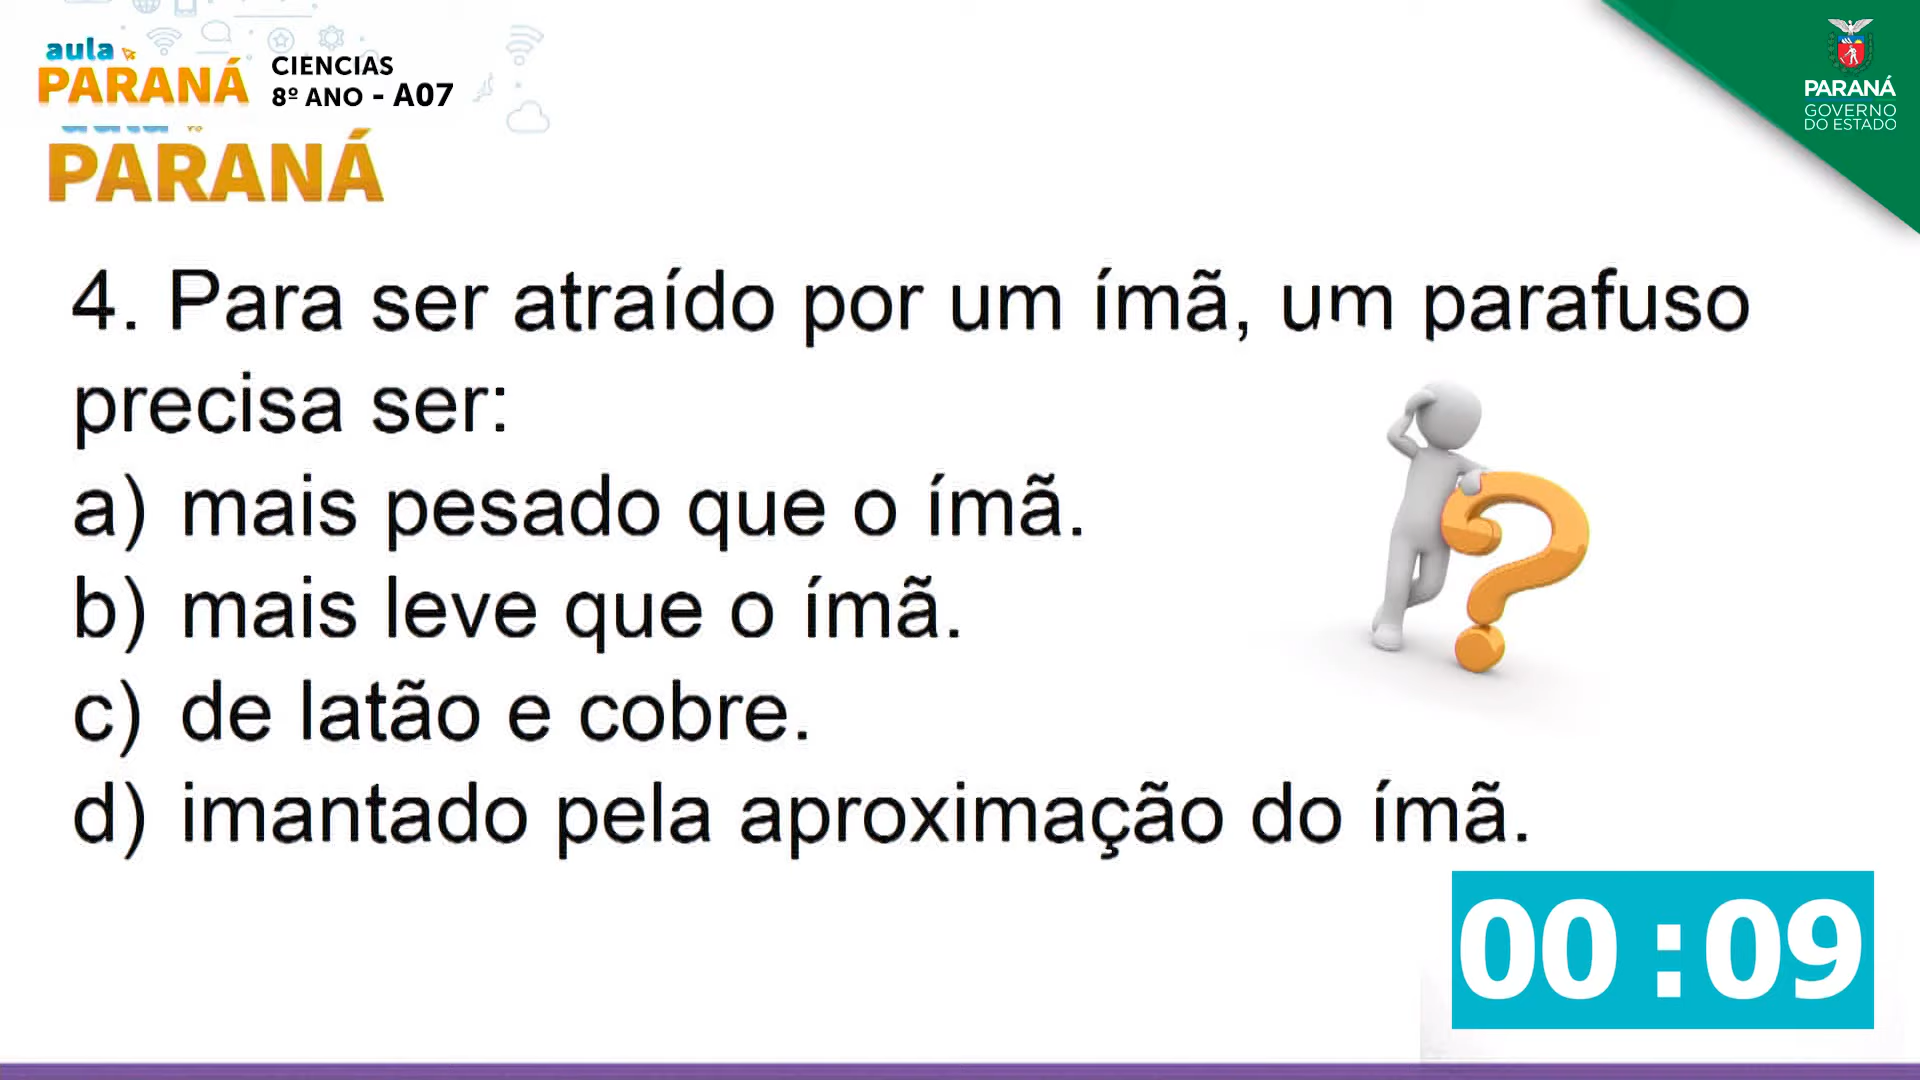 aula
PARANÁ
CIENCIAS
8º ANO - A07
PARANÁ
GOVERNO
DO ESTADO
PARANÁ
4. Para ser atraído por um ímã, um parafuso
precisa ser:
a) mais pesado que o ímã.
b) mais leve que o ímã.
c) de latão e cobre.
d) imantado pela aproximação do ímã.
00:09